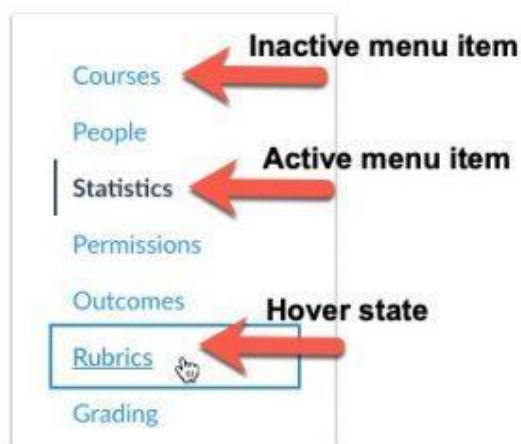 Inactive menu item
Courses
People
Active menu item
Statistics
Permissions
Outcomes
Hover state
Rubrics
Grading